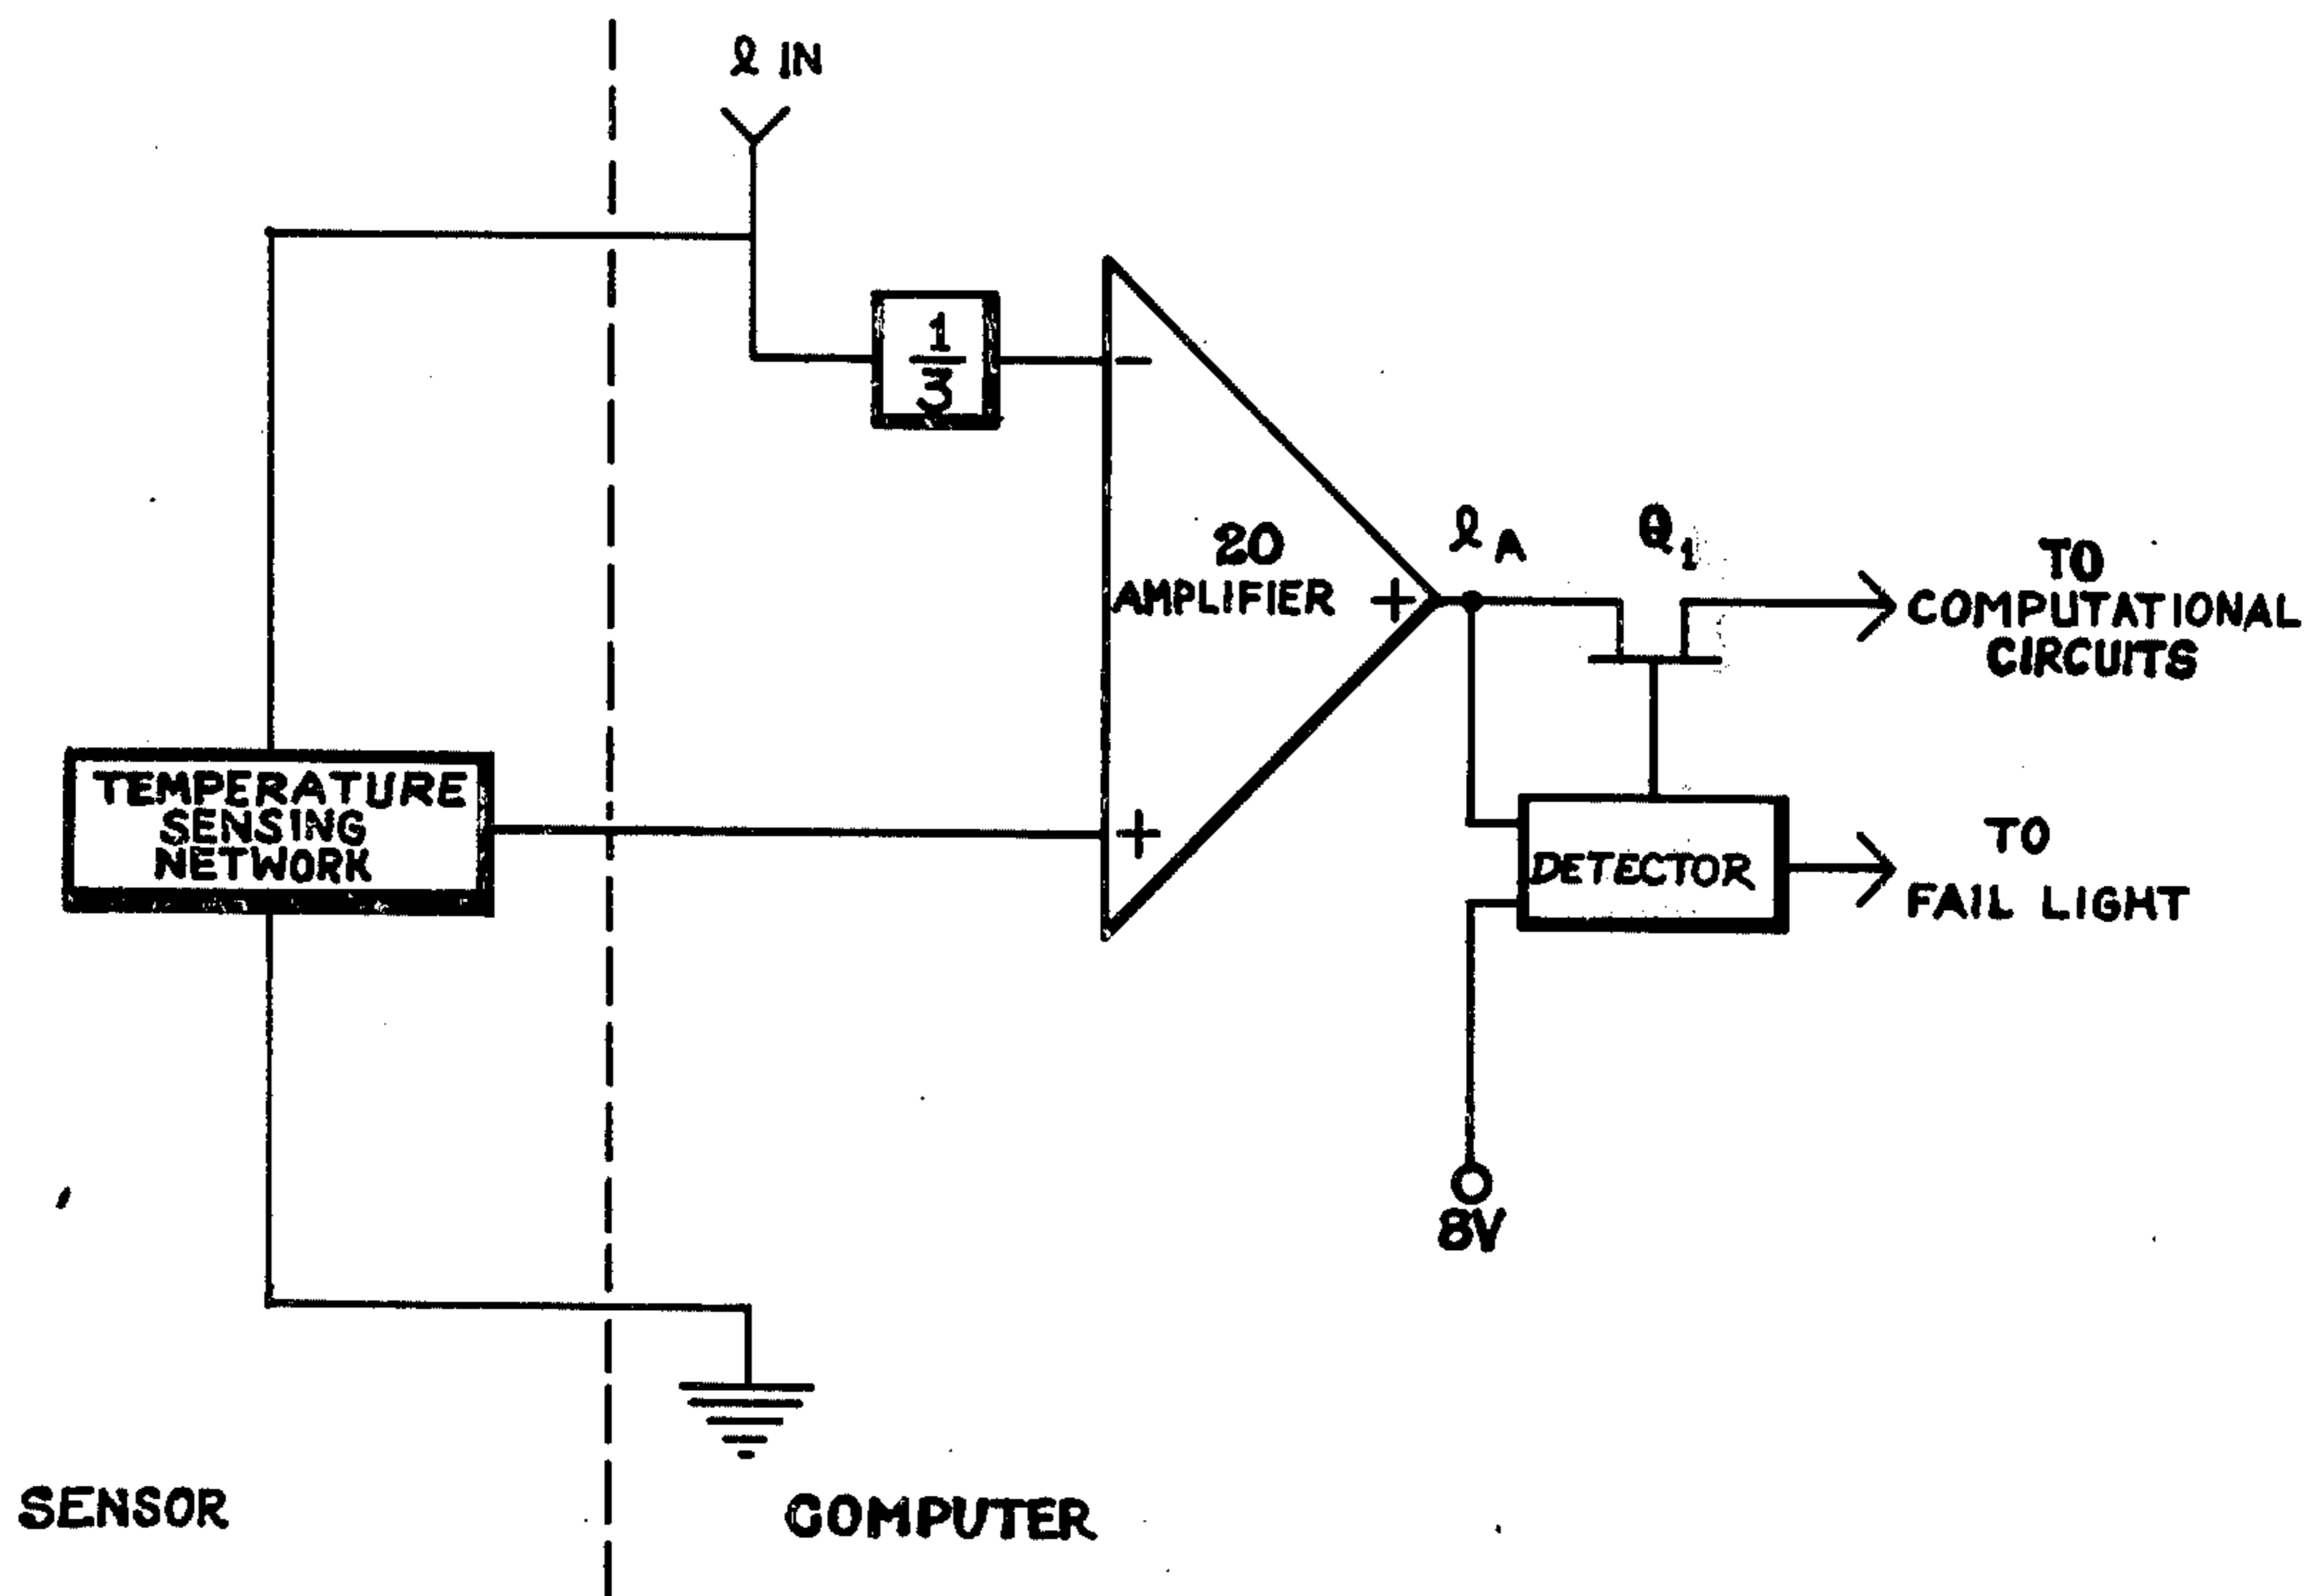 ℓ IN
1
3
−
20
AMPLIFIER
+
ℓ A
Q1
TO
COMPUTATIONAL
CIRCUITS
TEMPERATURE
SENSING
NETWORK
+
DETECTOR
TO
FAIL LIGHT
8V
SENSOR
COMPUTER